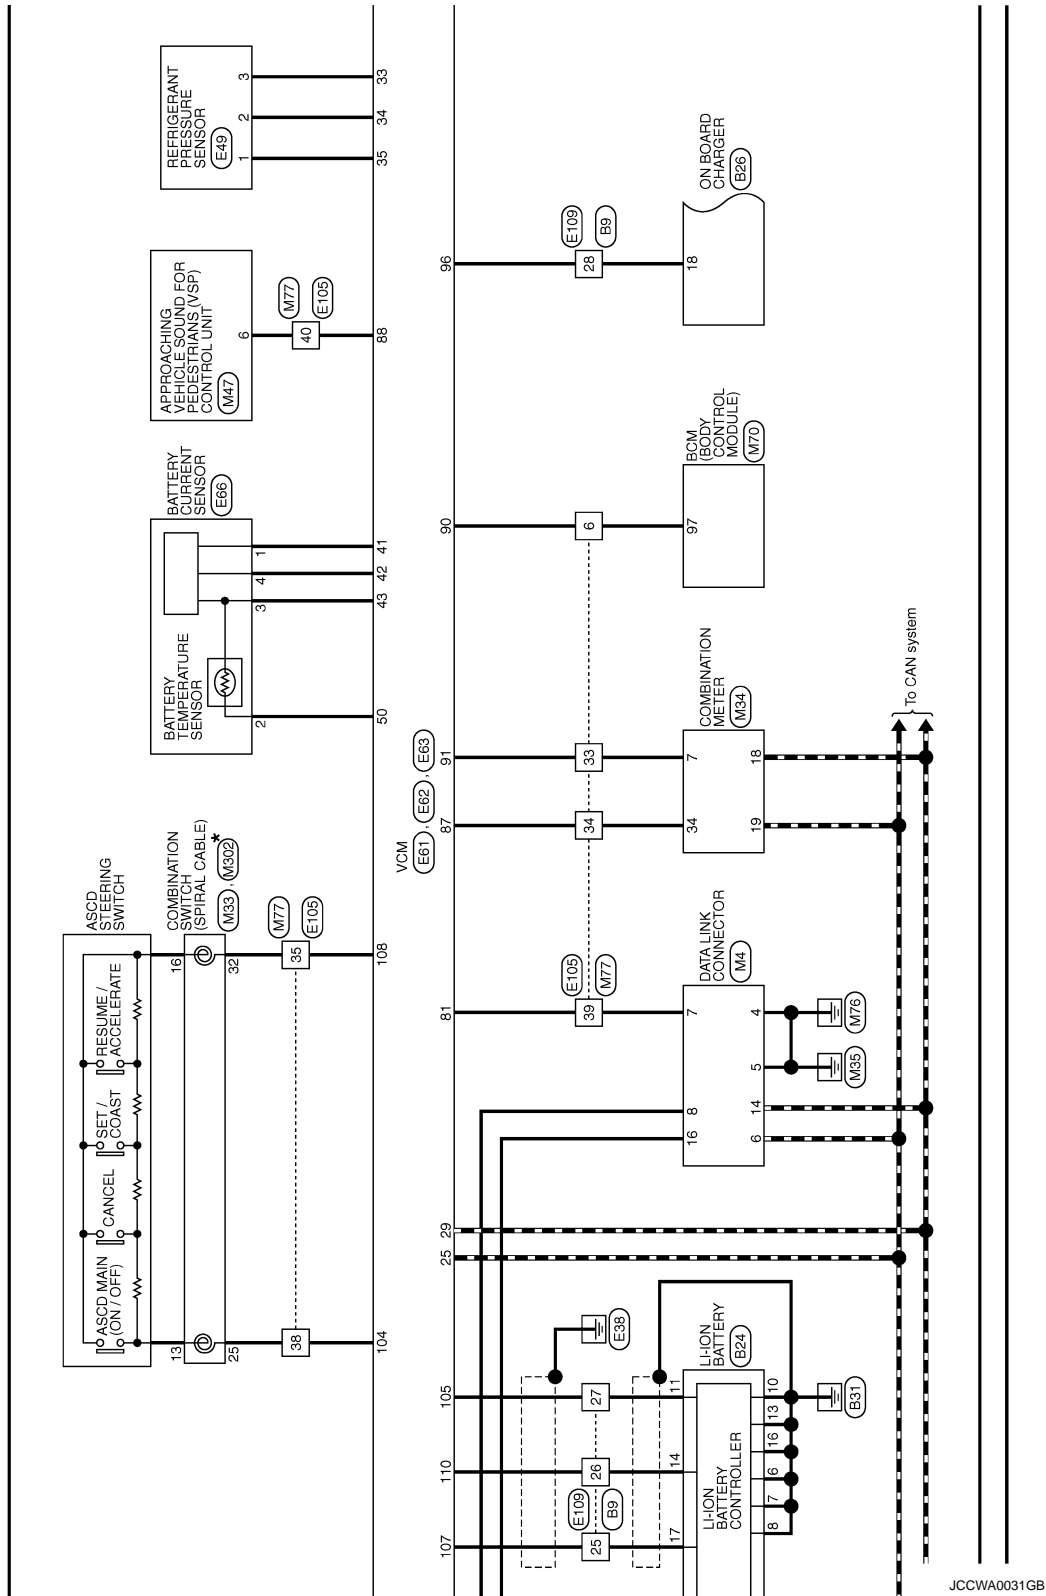 REFRIGERANT
PRESSURE
SENSOR
E49
3
2
1
33
34
35
APPROACHING
VEHICLE SOUND FOR
PEDESTRIANS (VSP)
CONTROL UNIT
M47
6
M77
40
E105
88
BATTERY
CURRENT
SENSOR
E66
BATTERY
TEMPERATURE
SENSOR
1
4
3
2
41
42
43
50
ASCD
STEERING
SWITCH
RESUME /
ACCELERATE
SET /
COAST
CANCEL
ASCD MAIN
(ON / OFF)
COMBINATION
SWITCH
(SPIRAL CABLE)
M33 , M302 *
16
32
13
25
M77
35
E105
38
108
104
VCM
E61 , E62 , E63
96
90
91
87
81
29
25
105
110
107
E109
28
B9
18
ON BOARD
CHARGER
B26
6
97
BCM
(BODY
CONTROL
MODULE)
M70
33
34
7
34
COMBINATION
METER
M34
18
19
To CAN system
E105
39
M77
7
8
16
DATA LINK
CONNECTOR
M4
4
5
14
6
M76
M35
E38
27
26
E109
25
B9
11
14
17
LI-ION
BATTERY
B24
LI-ION
BATTERY
CONTROLLER
10
13
16
6
7
8
B31
JCCWA0031GB